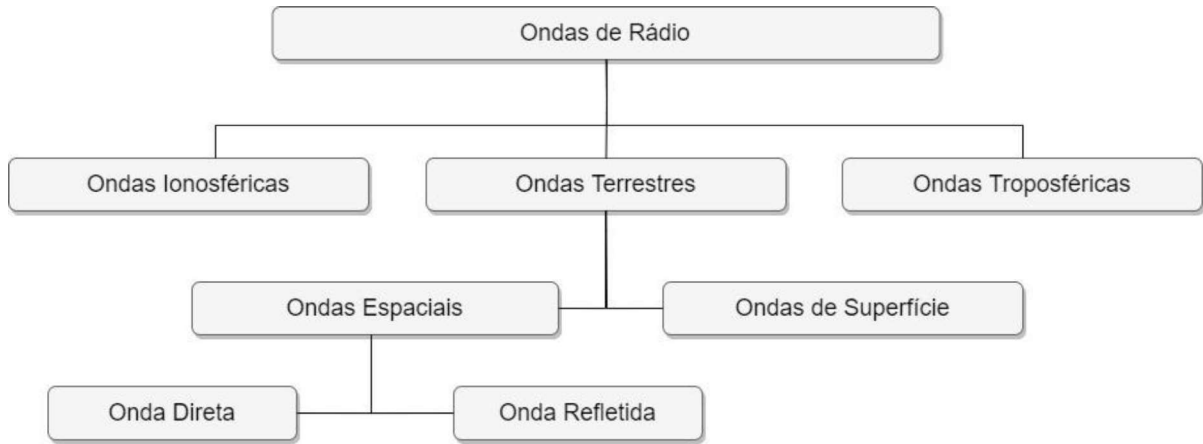 Ondas de Rádio
Ondas Ionosféricas
Ondas Terrestres
Ondas Troposféricas
Ondas Espaciais
Ondas de Superfície
Onda Direta
Onda Refletida